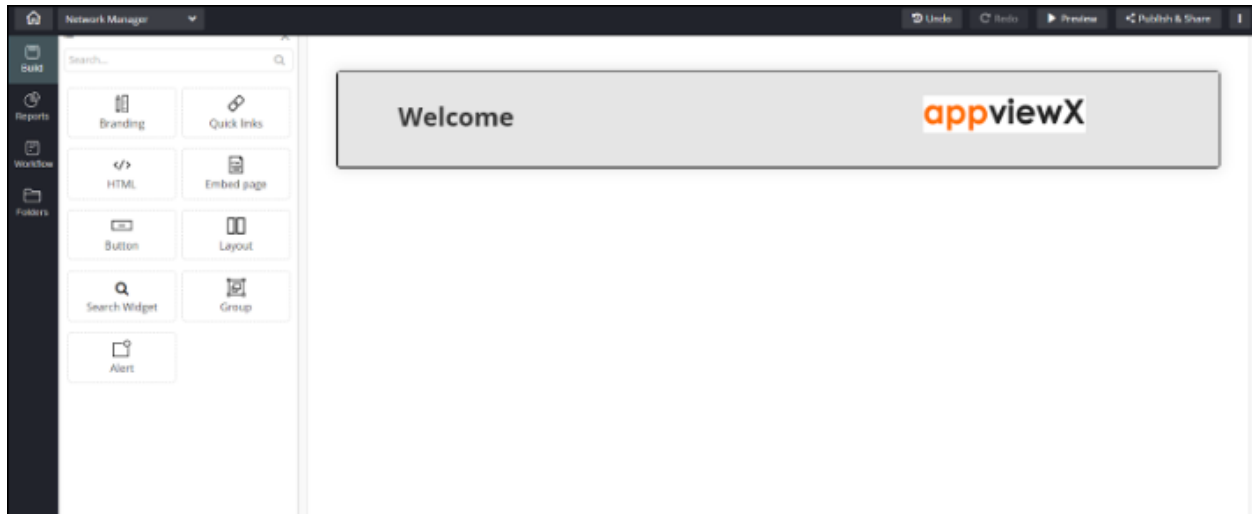 Network Manager
Undo
Redo
Preview
Publish & Share
Build
Reports
Workflow
Folders
Search...
Branding
Quick links
</>
HTML
Embed page
Button
Layout
Search Widget
Group
Alert
Welcome
appviewX